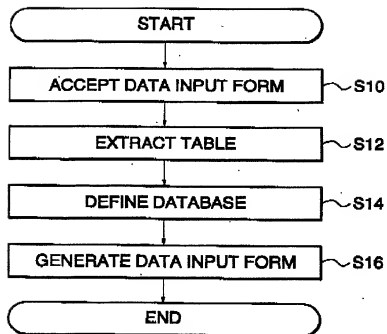 START
ACCEPT DATA INPUT FORM S10
EXTRACT TABLE S12
DEFINE DATABASE S14
GENERATE DATA INPUT FORM S16
END